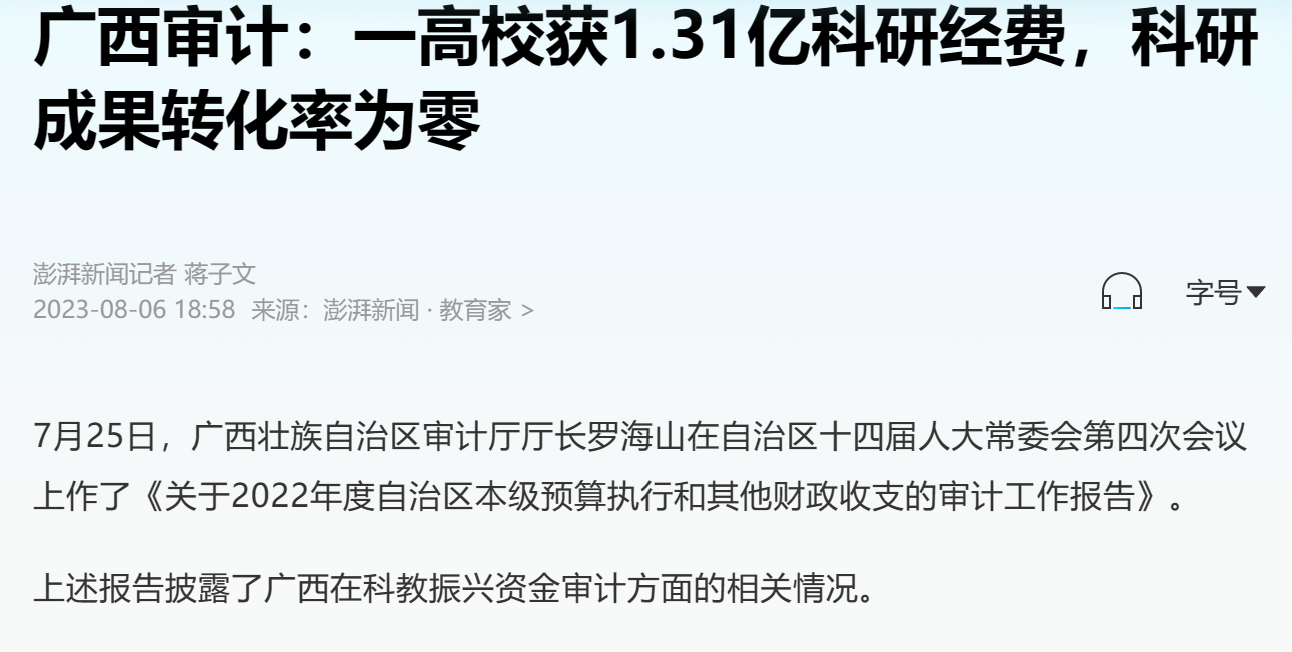 广西审计：一高校获1.31亿科研经费，科研
成果转化率为零
澎湃新闻记者 蒋子文
2023-08-06 18:58 来源：澎湃新闻 · 教育家 >
字号
7月25日，广西壮族自治区审计厅厅长罗海山在自治区十四届人大常委会第四次会议
上作了《关于2022年度自治区本级预算执行和其他财政收支的审计工作报告》。
上述报告披露了广西在科教振兴资金审计方面的相关情况。